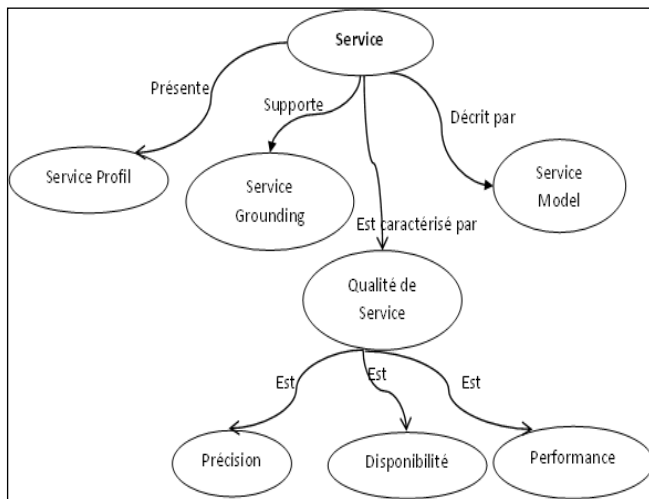 Service
Présente
Supporte
Décrit par
Service Profil
Service
Grounding
Service
Model
Est caractérisé par
Qualité de
Service
Est
Est
Est
Précision
Disponibilité
Performance